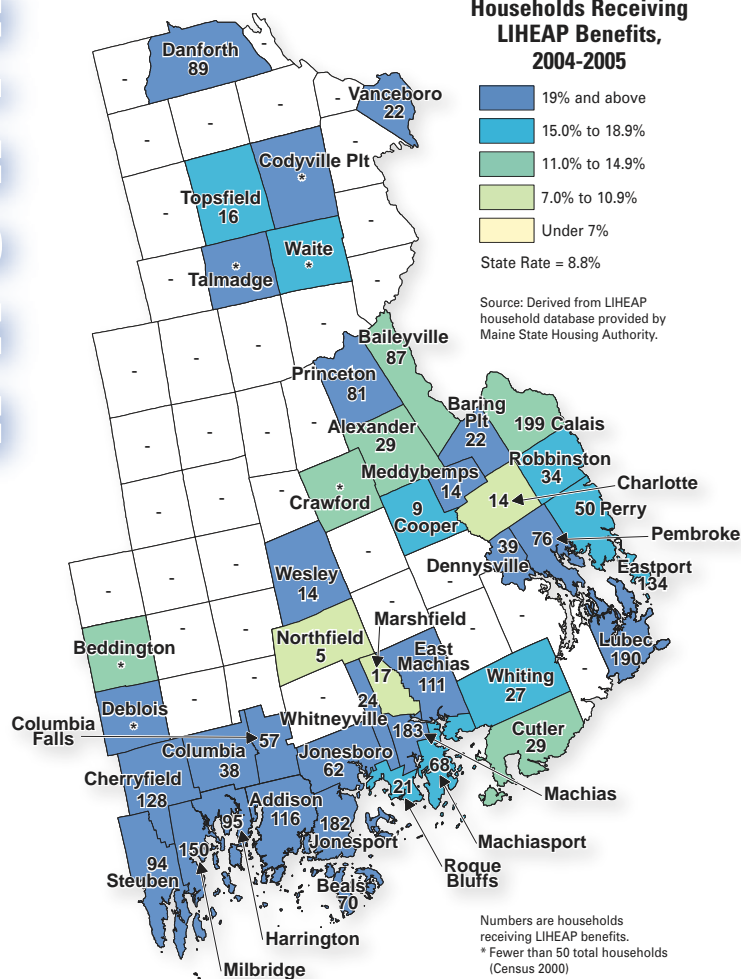 Households Receiving
LIHEAP Benefits,
2004-2005
19% and above
15.0% to 18.9%
11.0% to 14.9%
7.0% to 10.9%
Under 7%
State Rate = 8.8%
Source: Derived from LIHEAP
household database provided by
Maine State Housing Authority.
Danforth
89
Vanceboro
22
Codyville Plt
*
Topsfield
16
Waite
*
*
Talmadge
Baileyville
87
Princeton
81
Baring
Plt
22
199 Calais
Alexander
29
Robbinston
34
Meddybemps
14
Charlotte
14
*
Crawford
9
Cooper
50 Perry
76
Pembroke
39
Dennysville
Eastport
134
Wesley
14
Marshfield
17
Northfield
5
East
Machias
111
Lubec
190
Beddington
*
Whiting
27
Deblois
*
24
Whitneyville
Columbia
Falls
57
183
Cutler
29
Columbia
38
Jonesboro
62
68
Cherryfield
128
21
Machias
Addison
116
95
182
Jonesport
Machiasport
150
94
Steuben
Roque
Bluffs
Beals
70
Harrington
Milbridge
Numbers are households
receiving LIHEAP benefits.
* Fewer than 50 total households
(Census 2000)